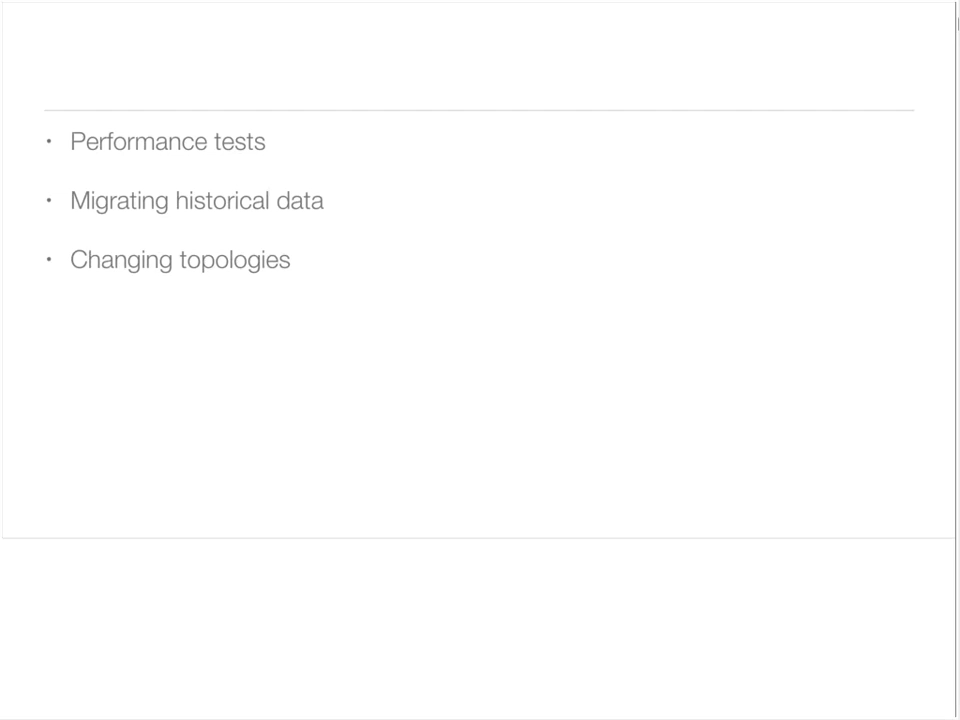 • Performance tests
• Migrating historical data
• Changing topologies